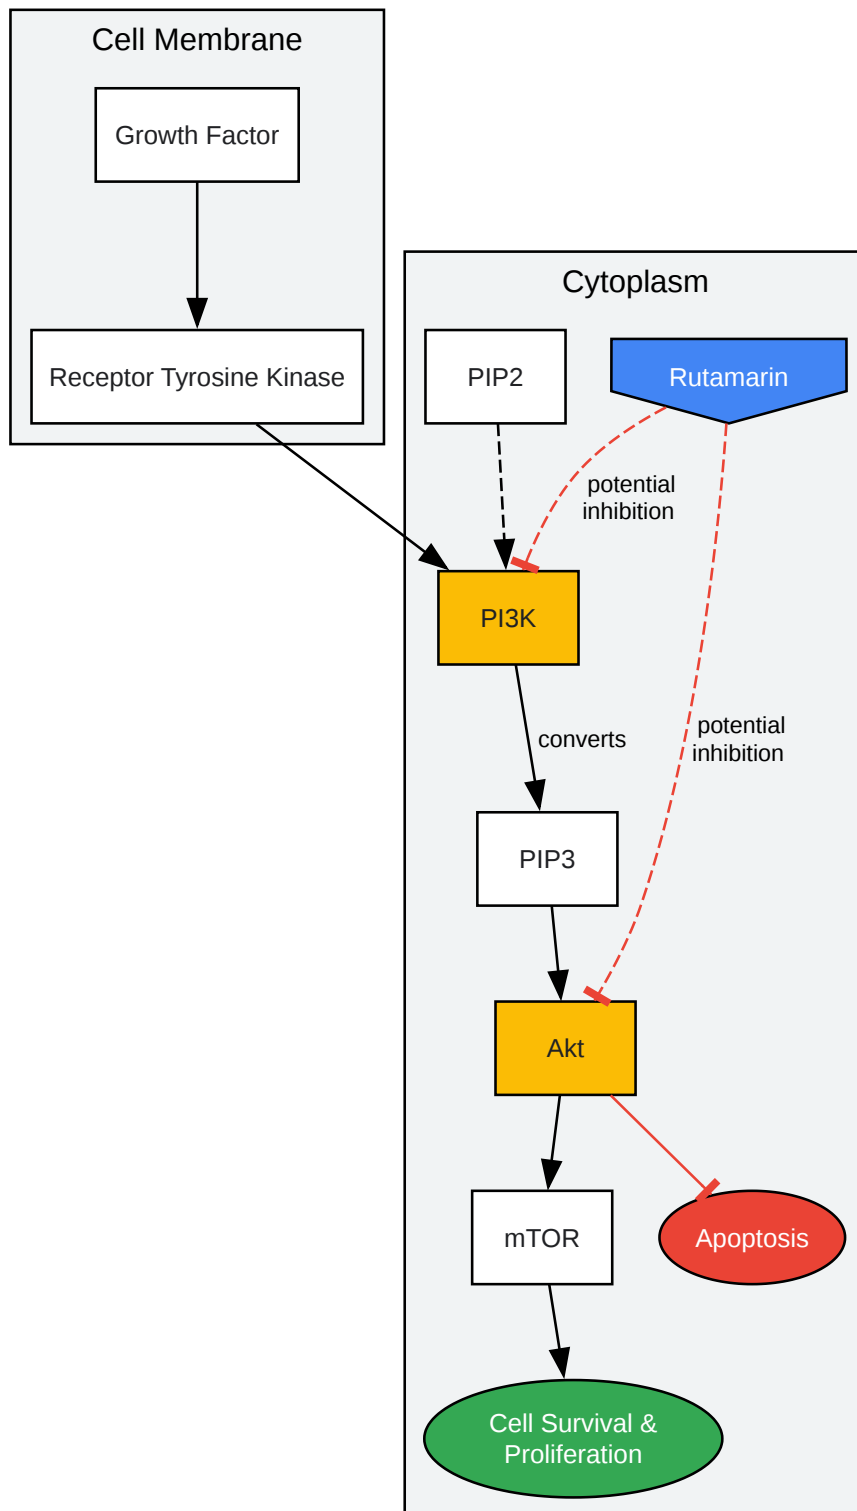 Cell Membrane
Growth Factor
Receptor Tyrosine Kinase
Cytoplasm
PIP2
Rutamarin
potential
inhibition
PI3K
converts
potential
inhibition
PIP3
Akt
mTOR
Apoptosis
Cell Survival &
Proliferation